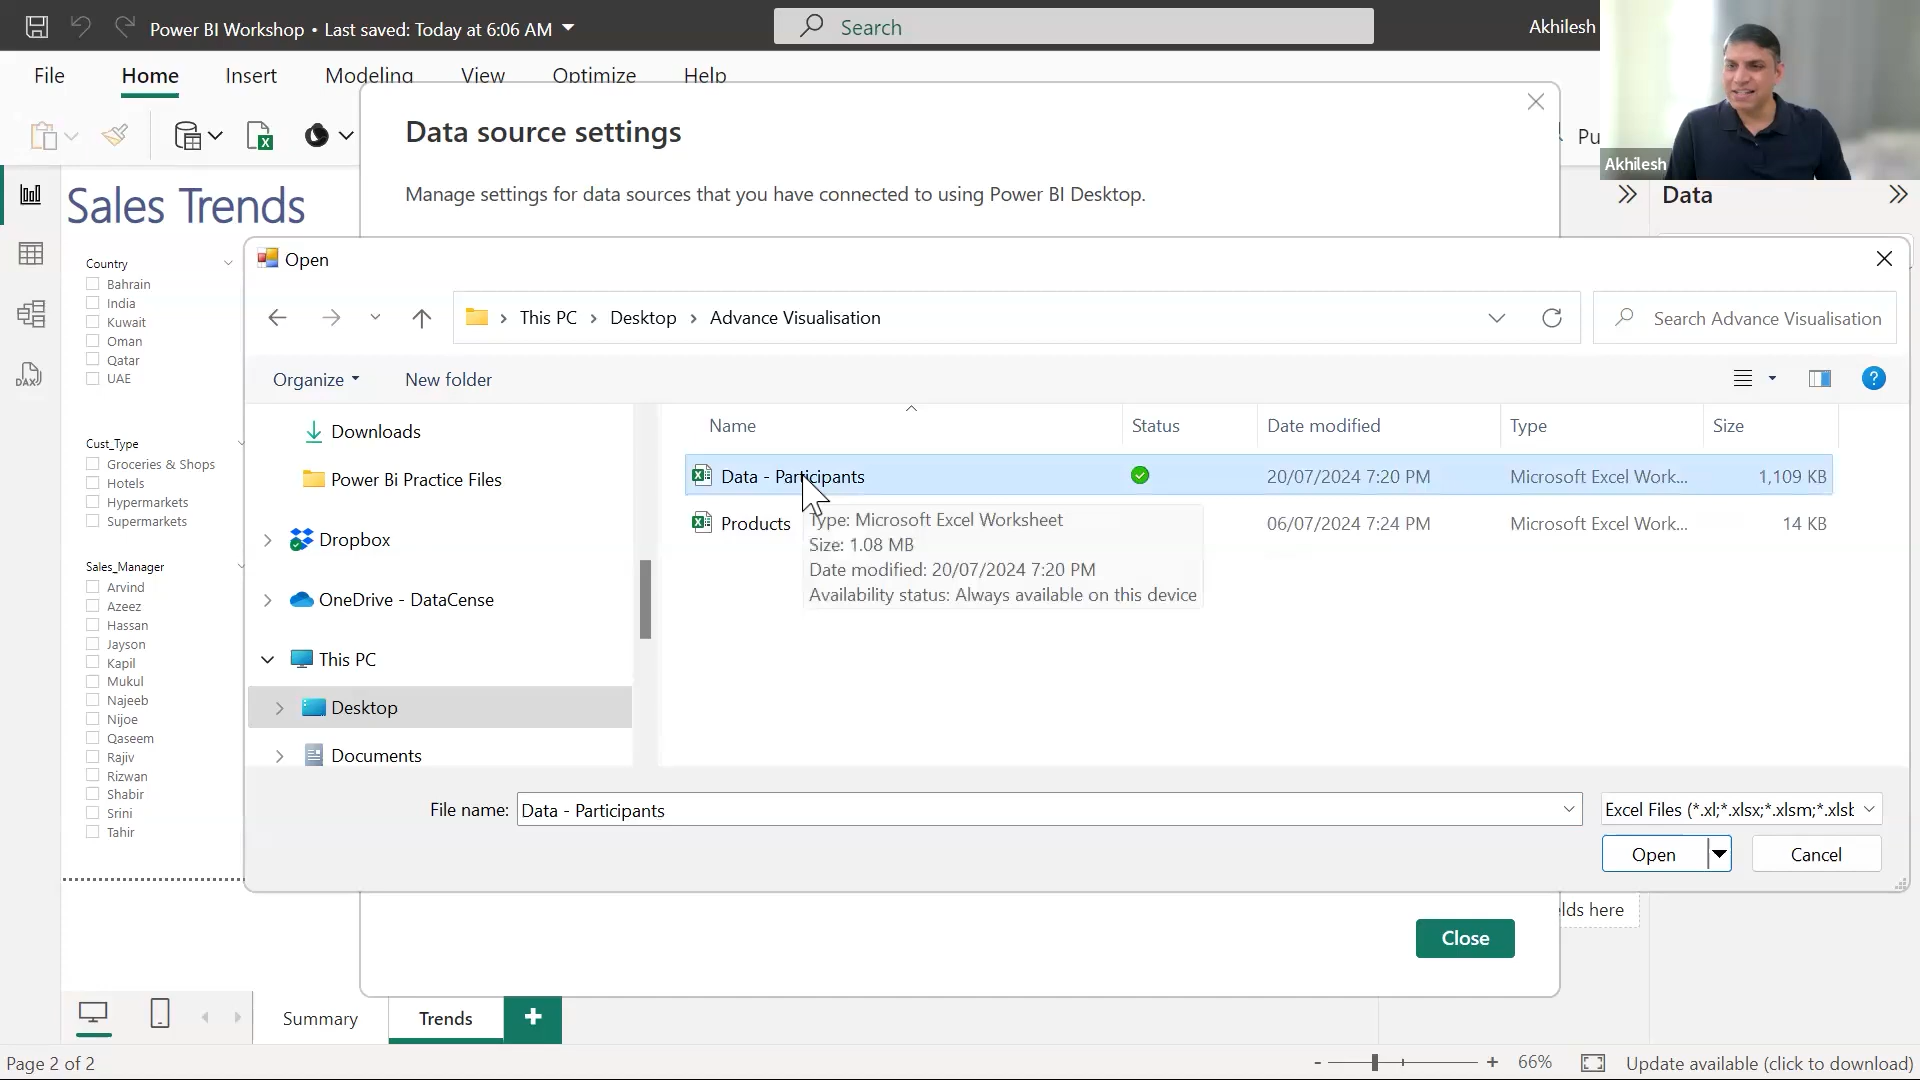 Power BI Workshop • Last saved: Today at 6:06 AM
Search
Akhilesh
File Home Insert Modeling View Optimize Help
Pu
Akhilesh
Data source settings
Manage settings for data sources that you have connected to using Power BI Desktop.
Data
Sales Trends
Country
Bahrain
India
Kuwait
Oman
Qatar
UAE
Cust_Type
Groceries & Shops
Hotels
Hypermarkets
Supermarkets
Sales_Manager
Arvind
Azeez
Hassan
Jayson
Kapil
Mukul
Najeeb
Nijoe
Qaseem
Rajiv
Rizwan
Shabir
Srini
Tahir
Open
This PC > Desktop > Advance Visualisation
Search Advance Visualisation
Organize New folder
Downloads
Power Bi Practice Files
Dropbox
OneDrive - DataCense
This PC
Desktop
Documents
Name Status Date modified Type Size
Data - Participants 20/07/2024 7:20 PM Microsoft Excel Work... 1,109 KB
Products 06/07/2024 7:24 PM Microsoft Excel Work... 14 KB
Type: Microsoft Excel Worksheet
Size: 1.08 MB
Date modified: 20/07/2024 7:20 PM
Availability status: Always available on this device
File name: Data - Participants
Excel Files (*.xl;*.xlsx;*.xlsm;*.xlsb
Open
Cancel
lds here
Close
Summary Trends +
DAX
Page 2 of 2
- + 66%
Update available (click to download)